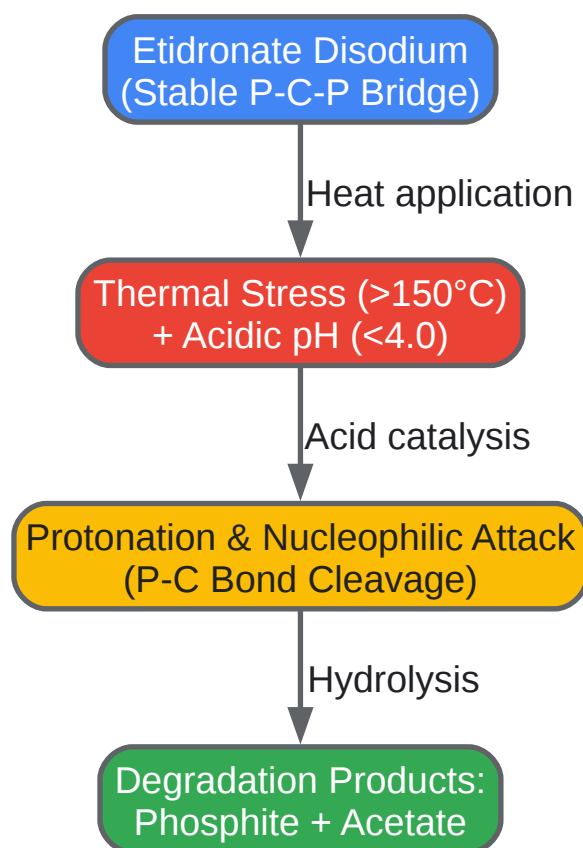 Etidronate Disodium
(Stable P-C-P Bridge)
Heat application
Thermal Stress (>150°C)
+ Acidic pH (<4.0)
Acid catalysis
Protonation & Nucleophilic Attack
(P-C Bond Cleavage)
Hydrolysis
Degradation Products:
Phosphite + Acetate